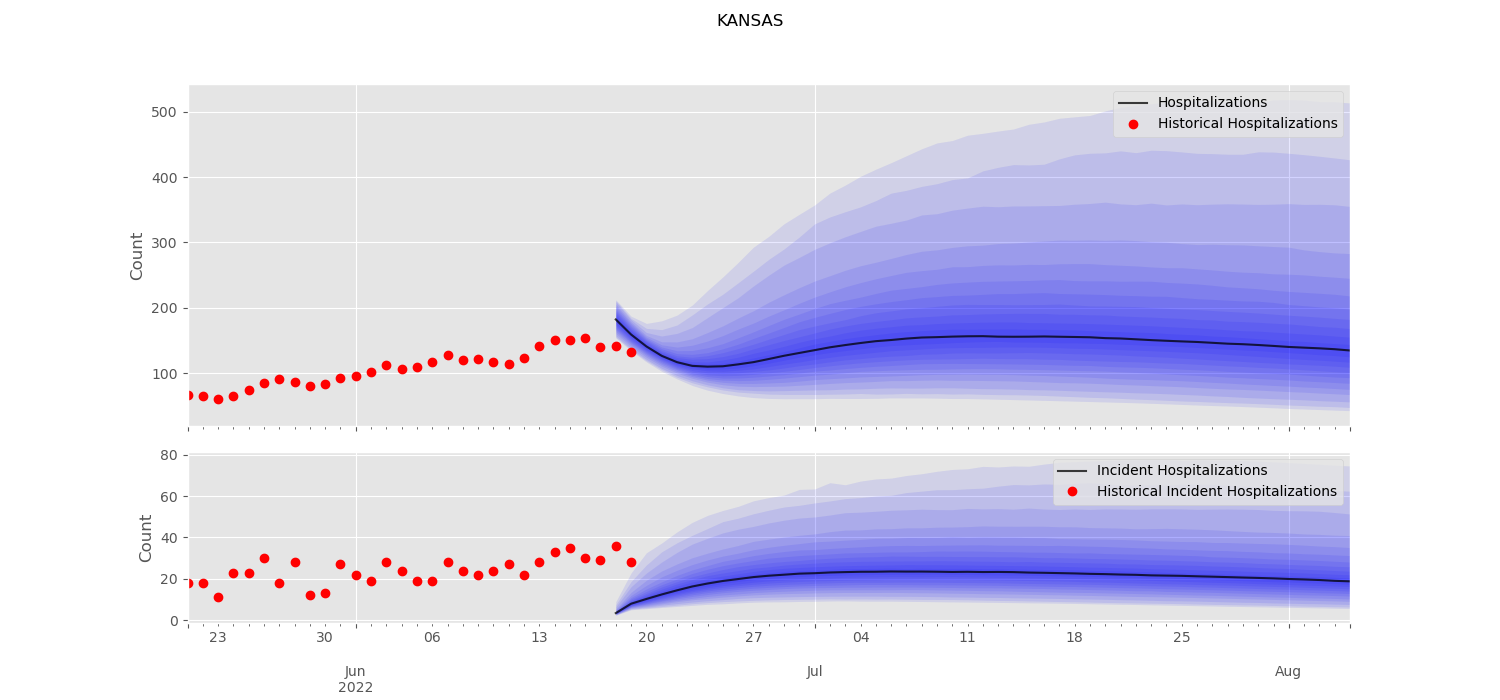 KANSAS
500
400
300
200
100
Count
Hospitalizations
Historical Hospitalizations
80
60
40
20
0
Count
Incident Hospitalizations
Historical Incident Hospitalizations
23 30 06 13 20 27 04 11 18 25
Jun Jul Aug
2022